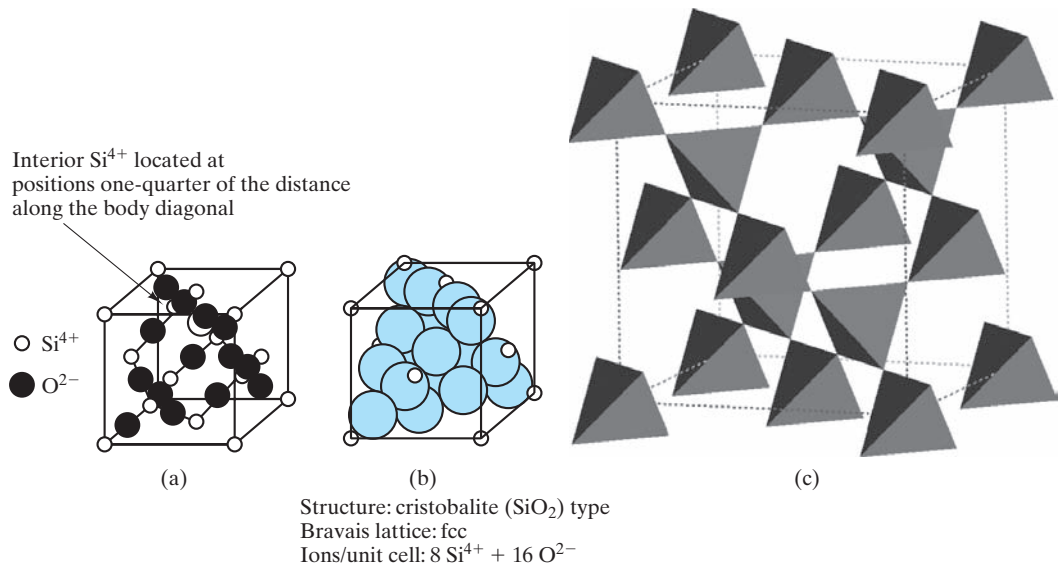 Interior Si⁴⁺ located at
positions one-quarter of the distance
along the body diagonal
Si⁴⁺
O²⁻
(a)
(b)
(c)
Structure: cristobalite (SiO₂) type
Bravais lattice: fcc
Ions/unit cell: 8 Si⁴⁺ + 16 O²⁻